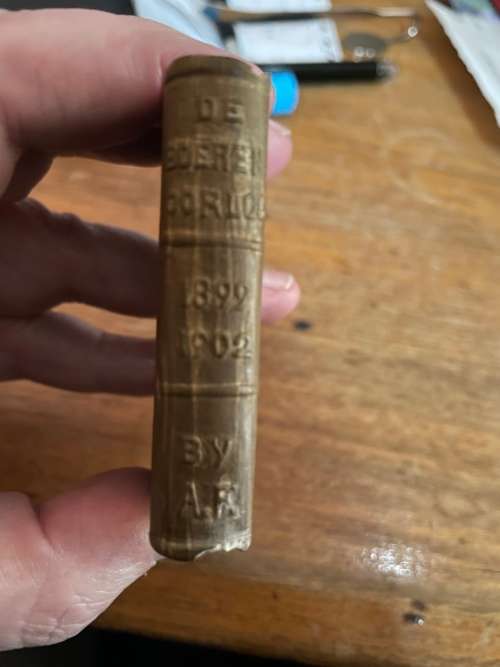 DE
BOEREN
OORLOG
1899
1902
BY
A.R.